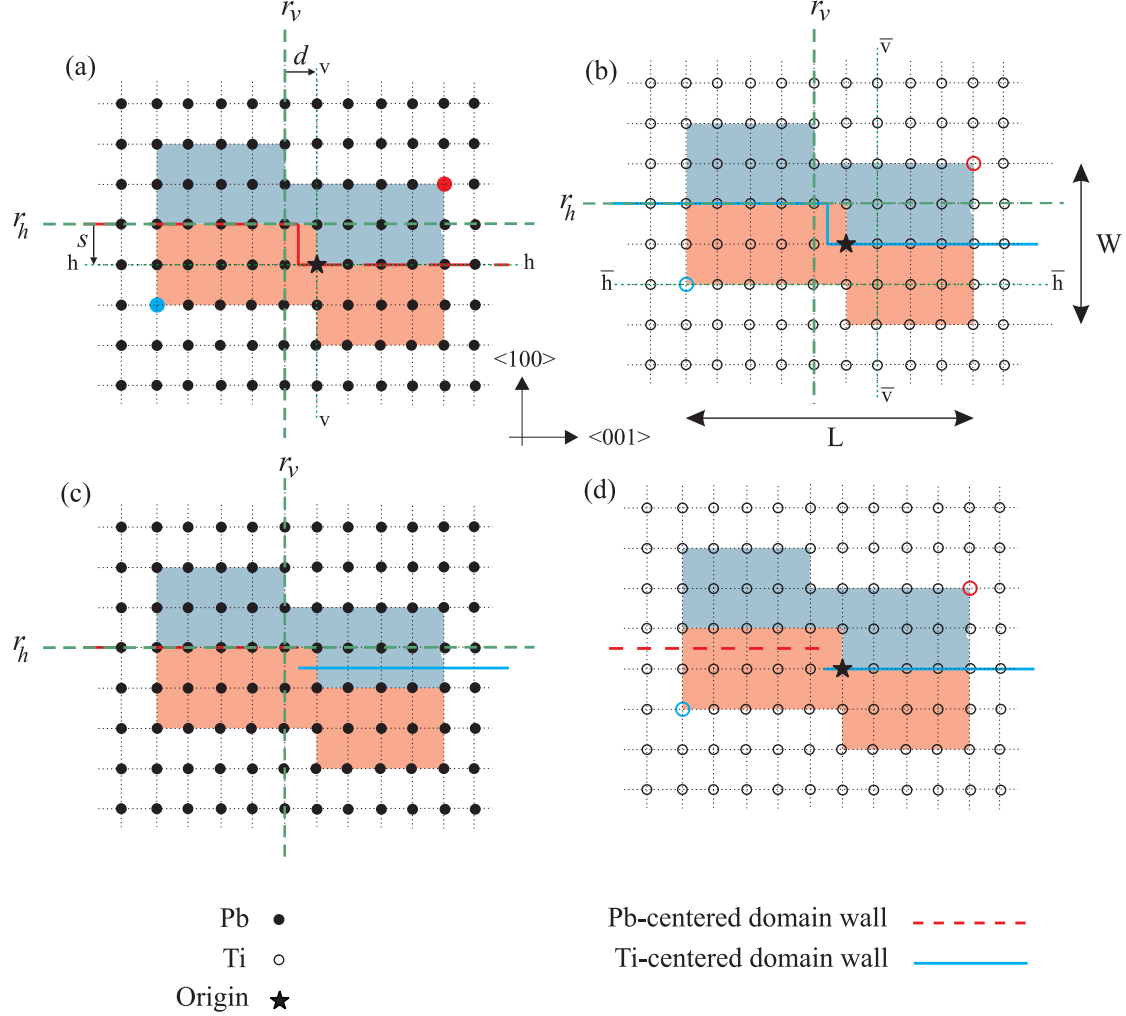 r_v
(a)
d
v
r_h
s
h
h
<100>
v
<001>
r_v
(b)
v̅
r_h
W
h̅
h̅
v̅
L
r_v
(c)
r_h
(d)
Pb
Ti
Origin
Pb-centered domain wall
Ti-centered domain wall